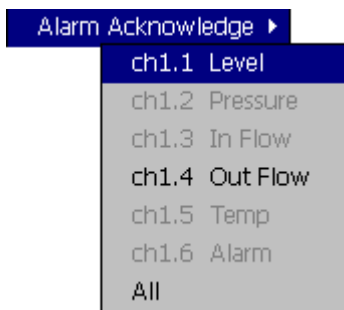 Alarm Acknowledge
ch1.1 Level
ch1.2 Pressure
ch1.3 In Flow
ch1.4 Out Flow
ch1.5 Temp
ch1.6 Alarm
All